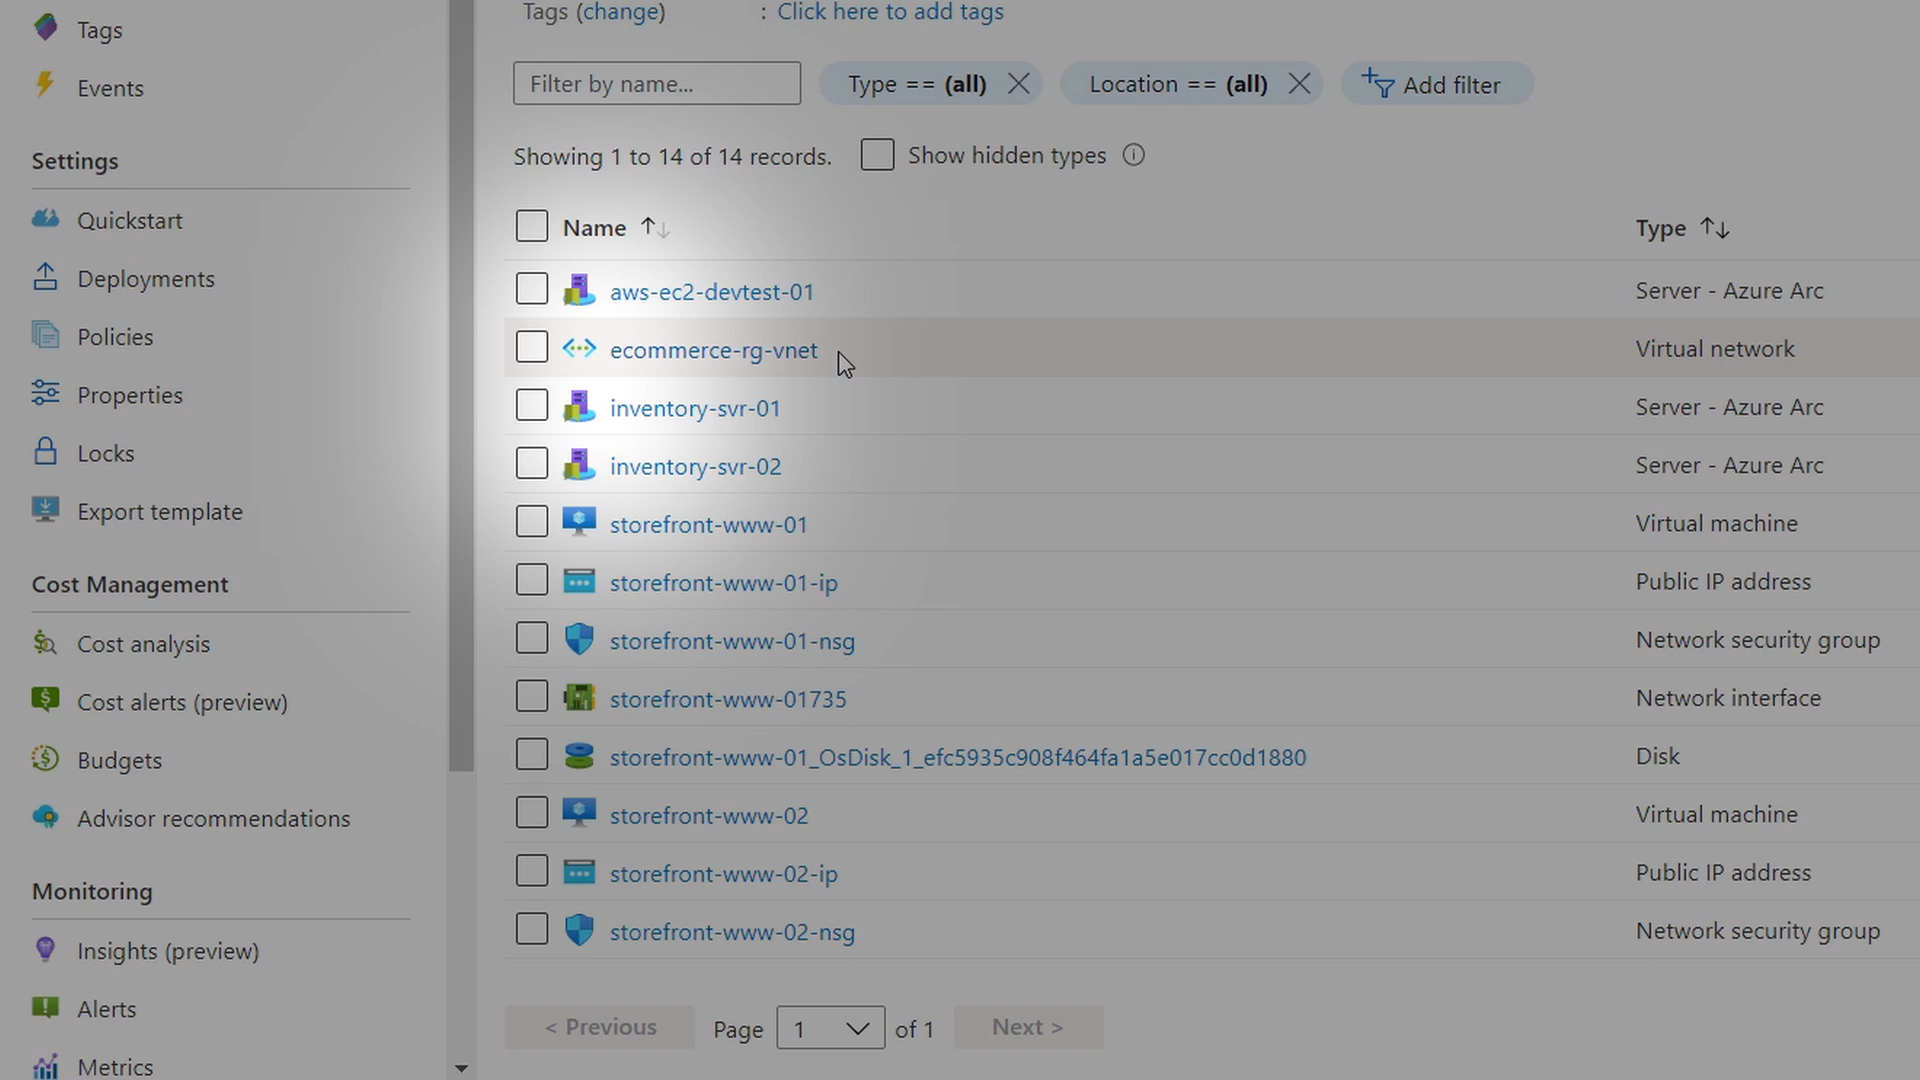 Tags
Events
Settings
Quickstart
Deployments
Policies
Properties
Locks
Export template
Cost Management
Cost analysis
Cost alerts (preview)
Budgets
Advisor recommendations
Monitoring
Insights (preview)
Alerts
Metrics
Tags (change) : Click here to add tags
Filter by name... Type == (all) Location == (all) Add filter
Showing 1 to 14 of 14 records. Show hidden types
Name Type
aws-ec2-devtest-01 Server - Azure Arc
ecommerce-rg-vnet Virtual network
inventory-svr-01 Server - Azure Arc
inventory-svr-02 Server - Azure Arc
storefront-www-01 Virtual machine
storefront-www-01-ip Public IP address
storefront-www-01-nsg Network security group
storefront-www-01735 Network interface
storefront-www-01_OsDisk_1_efc5935c908f464fa1a5e017cc0d1880 Disk
storefront-www-02 Virtual machine
storefront-www-02-ip Public IP address
storefront-www-02-nsg Network security group
< Previous Page 1 of 1 Next >